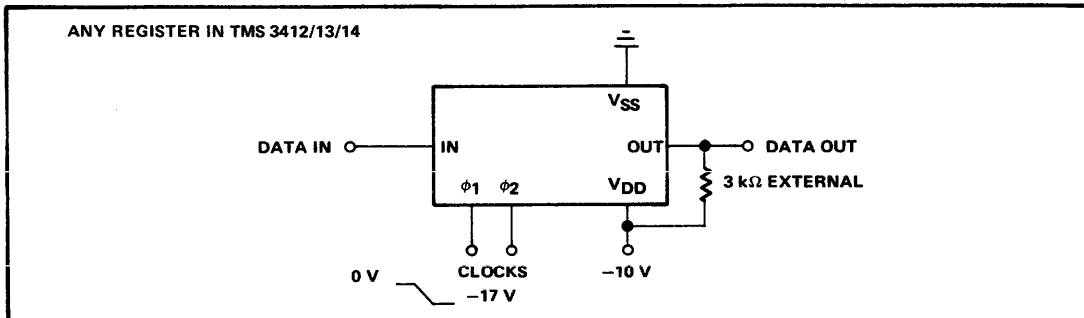 ANY REGISTER IN TMS 3412/13/14
VSS
DATA IN
IN
OUT
DATA OUT
3 kΩ EXTERNAL
ϕ1 ϕ2
VDD
CLOCKS
−10 V
0 V
−17 V